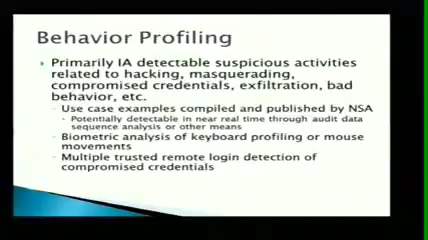 Behavior Profiling
Primarily IA detectable suspicious activities
related to hacking, masquerading,
compromised credentials, exfiltration, bad
behavior, etc.
Use case examples compiled and published by NSA
Potentially detectable in near real time through audit data
sequence analysis or other means
Biometric analysis of keyboard profiling or mouse
movements
Multiple trusted remote login detection of
compromised credentials